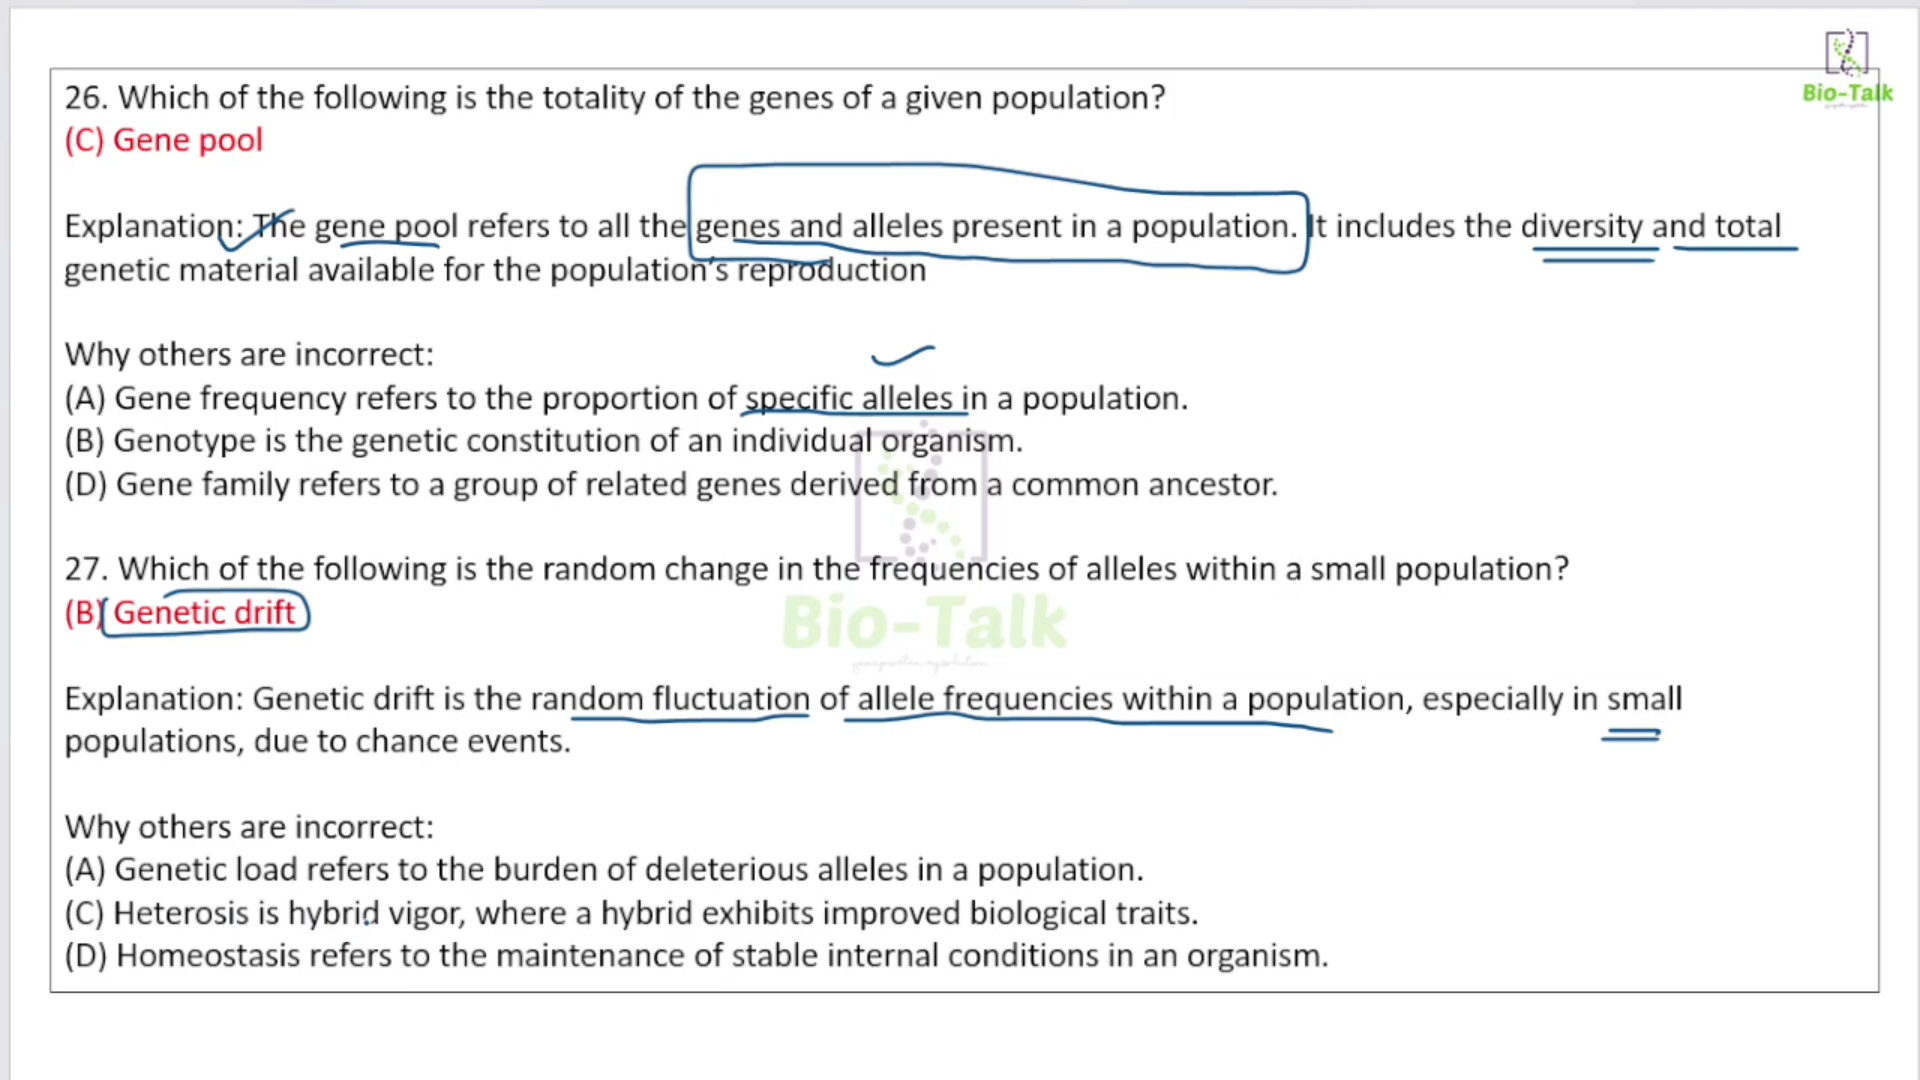 Bio-Talk
26. Which of the following is the totality of the genes of a given population?
(C) Gene pool
Explanation: The gene pool refers to all the genes and alleles present in a population. It includes the diversity and total
genetic material available for the population's reproduction
Why others are incorrect:
(A) Gene frequency refers to the proportion of specific alleles in a population.
(B) Genotype is the genetic constitution of an individual organism.
(D) Gene family refers to a group of related genes derived from a common ancestor.
27. Which of the following is the random change in the frequencies of alleles within a small population?
(B) Genetic drift
Bio-Talk
Explanation: Genetic drift is the random fluctuation of allele frequencies within a population, especially in small
populations, due to chance events.
Why others are incorrect:
(A) Genetic load refers to the burden of deleterious alleles in a population.
(C) Heterosis is hybrid vigor, where a hybrid exhibits improved biological traits.
(D) Homeostasis refers to the maintenance of stable internal conditions in an organism.